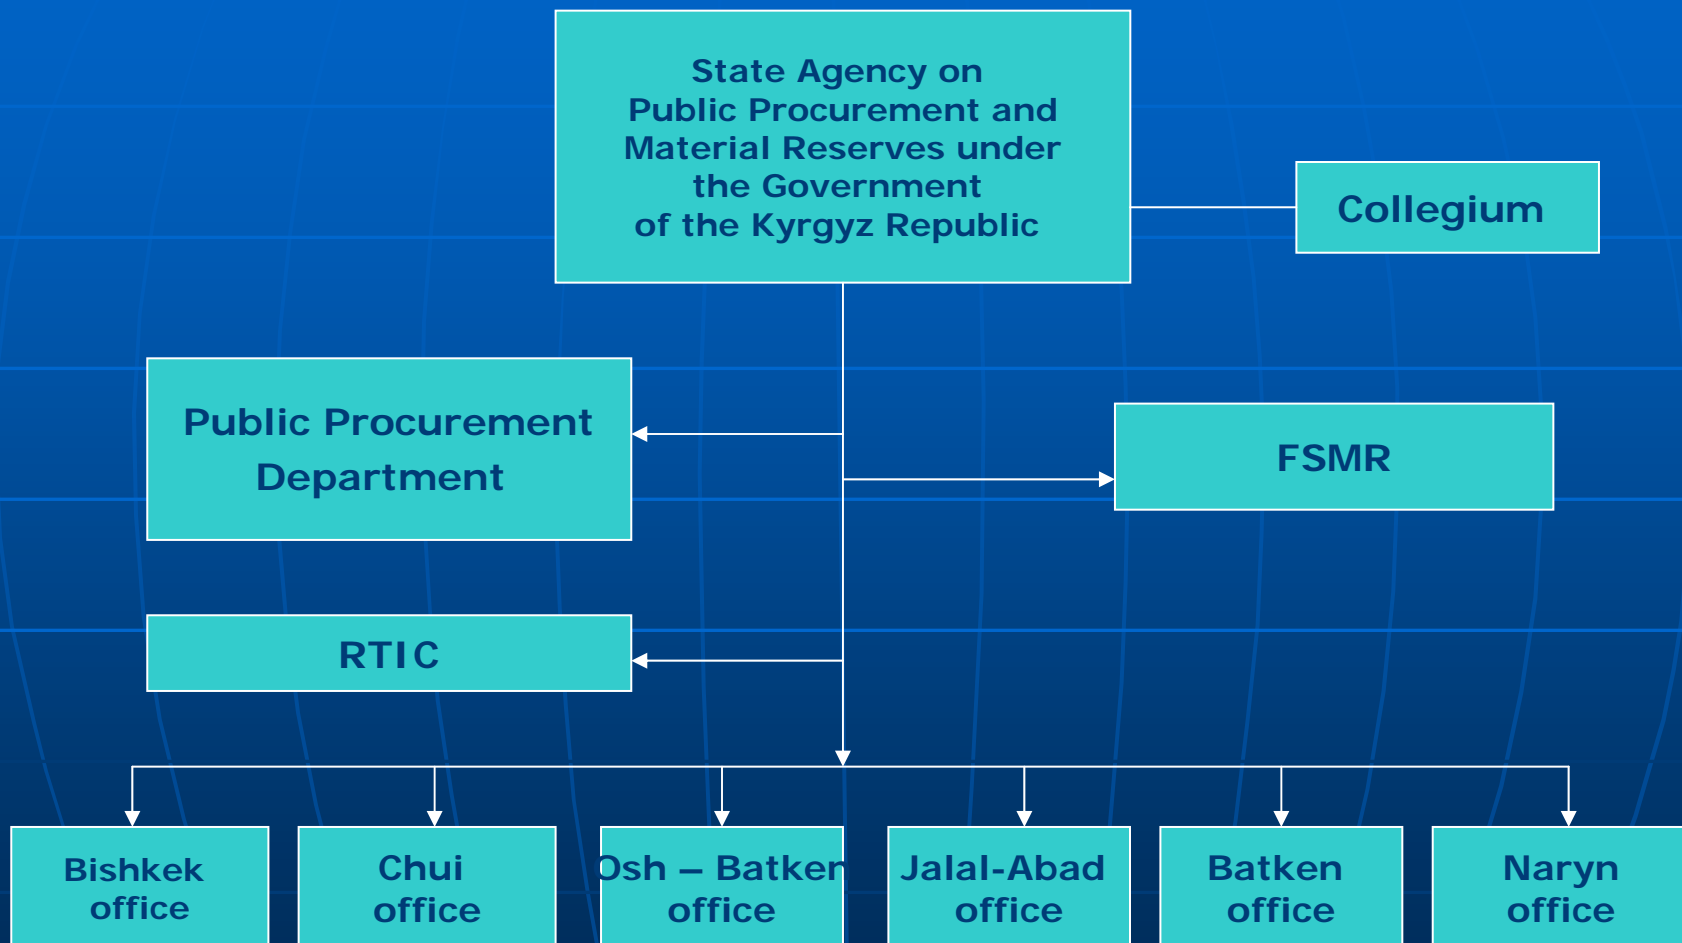 State Agency on
Public Procurement and
Material Reserves under
the Government
of the Kyrgyz Republic
Collegium
Public Procurement
Department
FSMR
RTIC
Bishkek
office
Chui
office
Osh – Batken
office
Jalal-Abad
office
Batken
office
Naryn
office